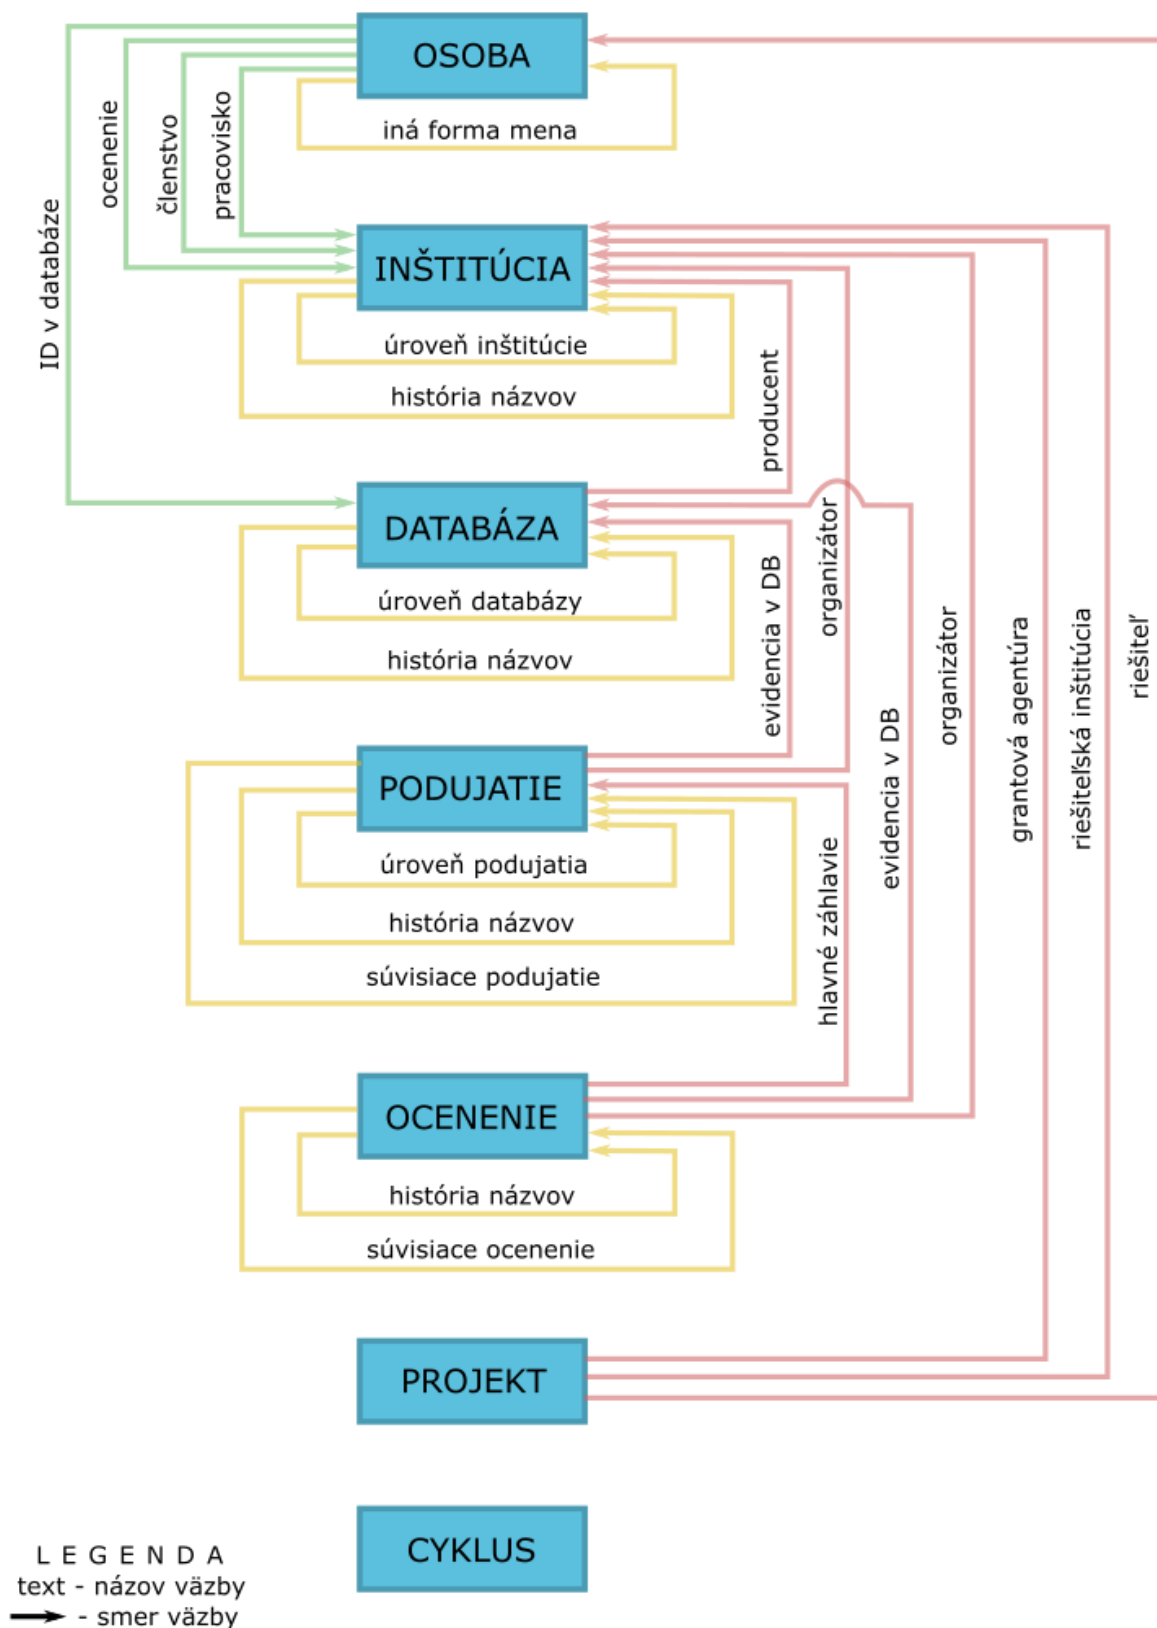 OSOBA
iná forma mena
ID v databáze
ocenenie
členstvo
pracovisko
INŠTITÚCIA
úroveň inštitúcie
história názvov
producent
DATABÁZA
úroveň databázy
história názvov
evidencia v DB
organizátor
PODUJATIE
úroveň podujatia
história názvov
súvisiace podujatie
hlavné záhlavie
evidencia v DB
organizátor
grantová agentúra
riešiteľská inštitúcia
riešiteľ
OCENENIE
história názvov
súvisiace ocenenie
PROJEKT
CYKLUS
L E G E N D A
text - názov väzby
- smer väzby